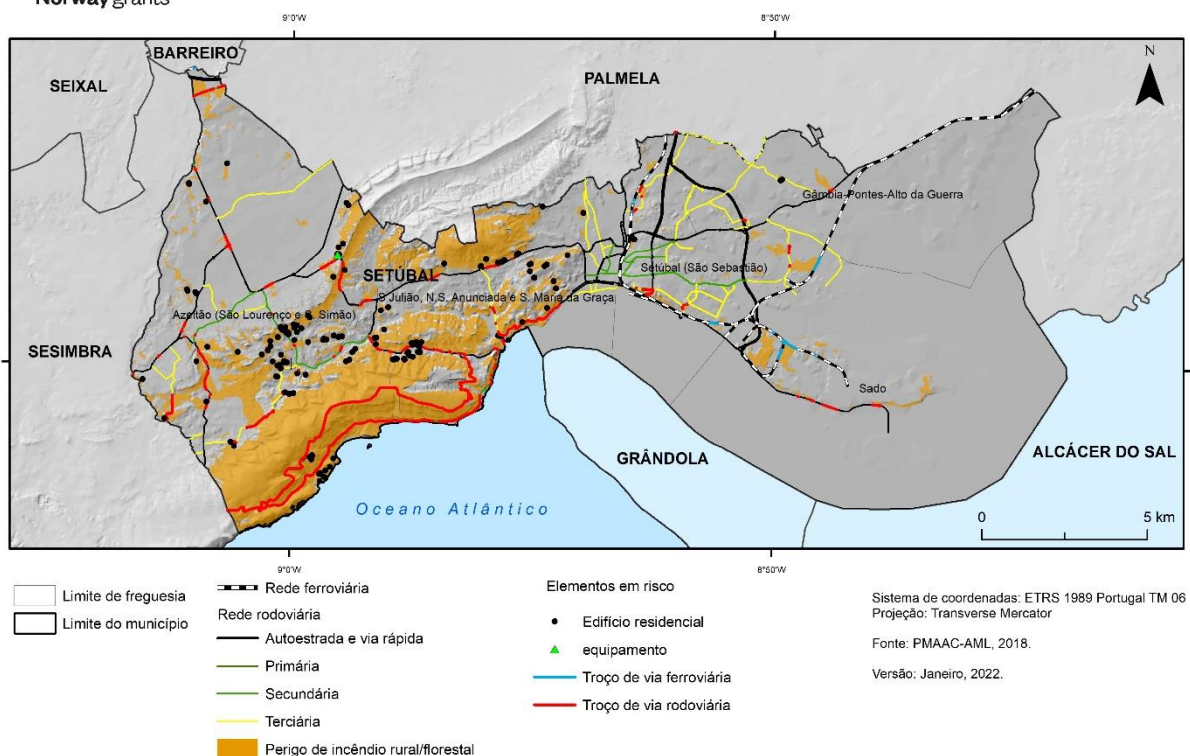 Norway grants
9°0'W
8°50'W
BARREIRO
SEIXAL
PALMELA
N
Gâmbia-Pontes-Alto da Guerra
SETÚBAL
Setúbal (São Sebastião)
S Julião, N.S. Anunciada e S. Maria da Graça
Azeitão (São Lourenço e S. Simão)
SESIMBRA
Sado
GRÂNDOLA
ALCÁCER DO SAL
Oceano Atlântico
0
5 km
9°0'W
8°50'W
Limite de freguesia
Limite do município
Rede ferroviária
Rede rodoviária
Autoestrada e via rápida
Primária
Secundária
Terciária
Perigo de incêndio rural/florestal
Elementos em risco
Edifício residencial
equipamento
Troço de via ferroviária
Troço de via rodoviária
Sistema de coordenadas: ETRS 1989 Portugal TM 06
Projeção: Transverse Mercator
Fonte: PMAAC-AML, 2018.
Versão: Janeiro, 2022.